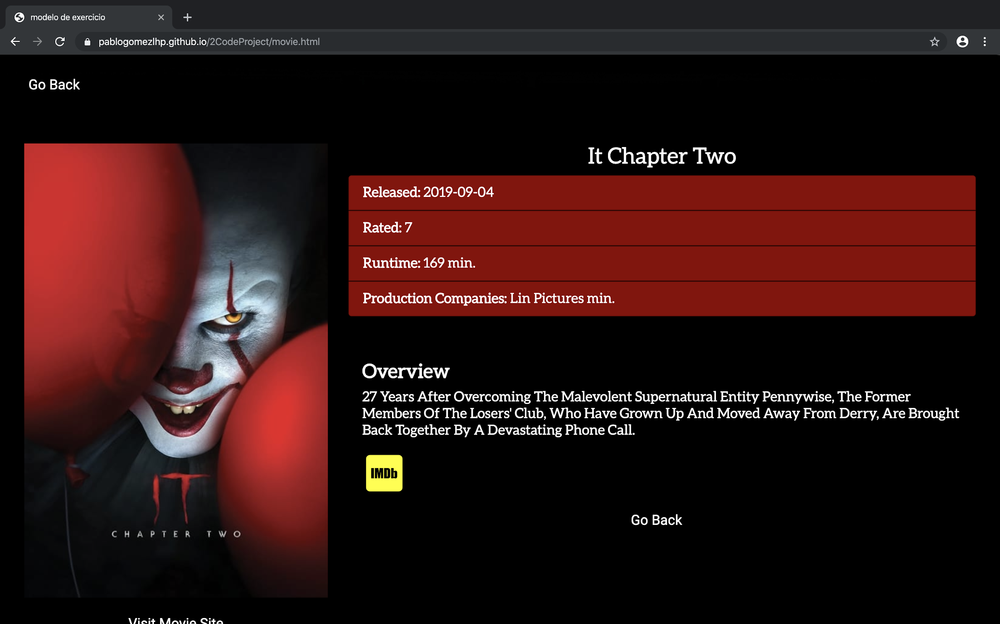 modelo de exercicio
pablogomezlhp.github.io/2CodeProject/movie.html
Go Back
It Chapter Two
Released: 2019-09-04
Rated: 7
Runtime: 169 min.
Production Companies: Lin Pictures min.
Overview
27 Years After Overcoming The Malevolent Supernatural Entity Pennywise, The Former
Members Of The Losers' Club, Who Have Grown Up And Moved Away From Derry, Are Brought
Back Together By A Devastating Phone Call.
IMDb
Go Back
IT
CHAPTER TWO
Visit Movie Site